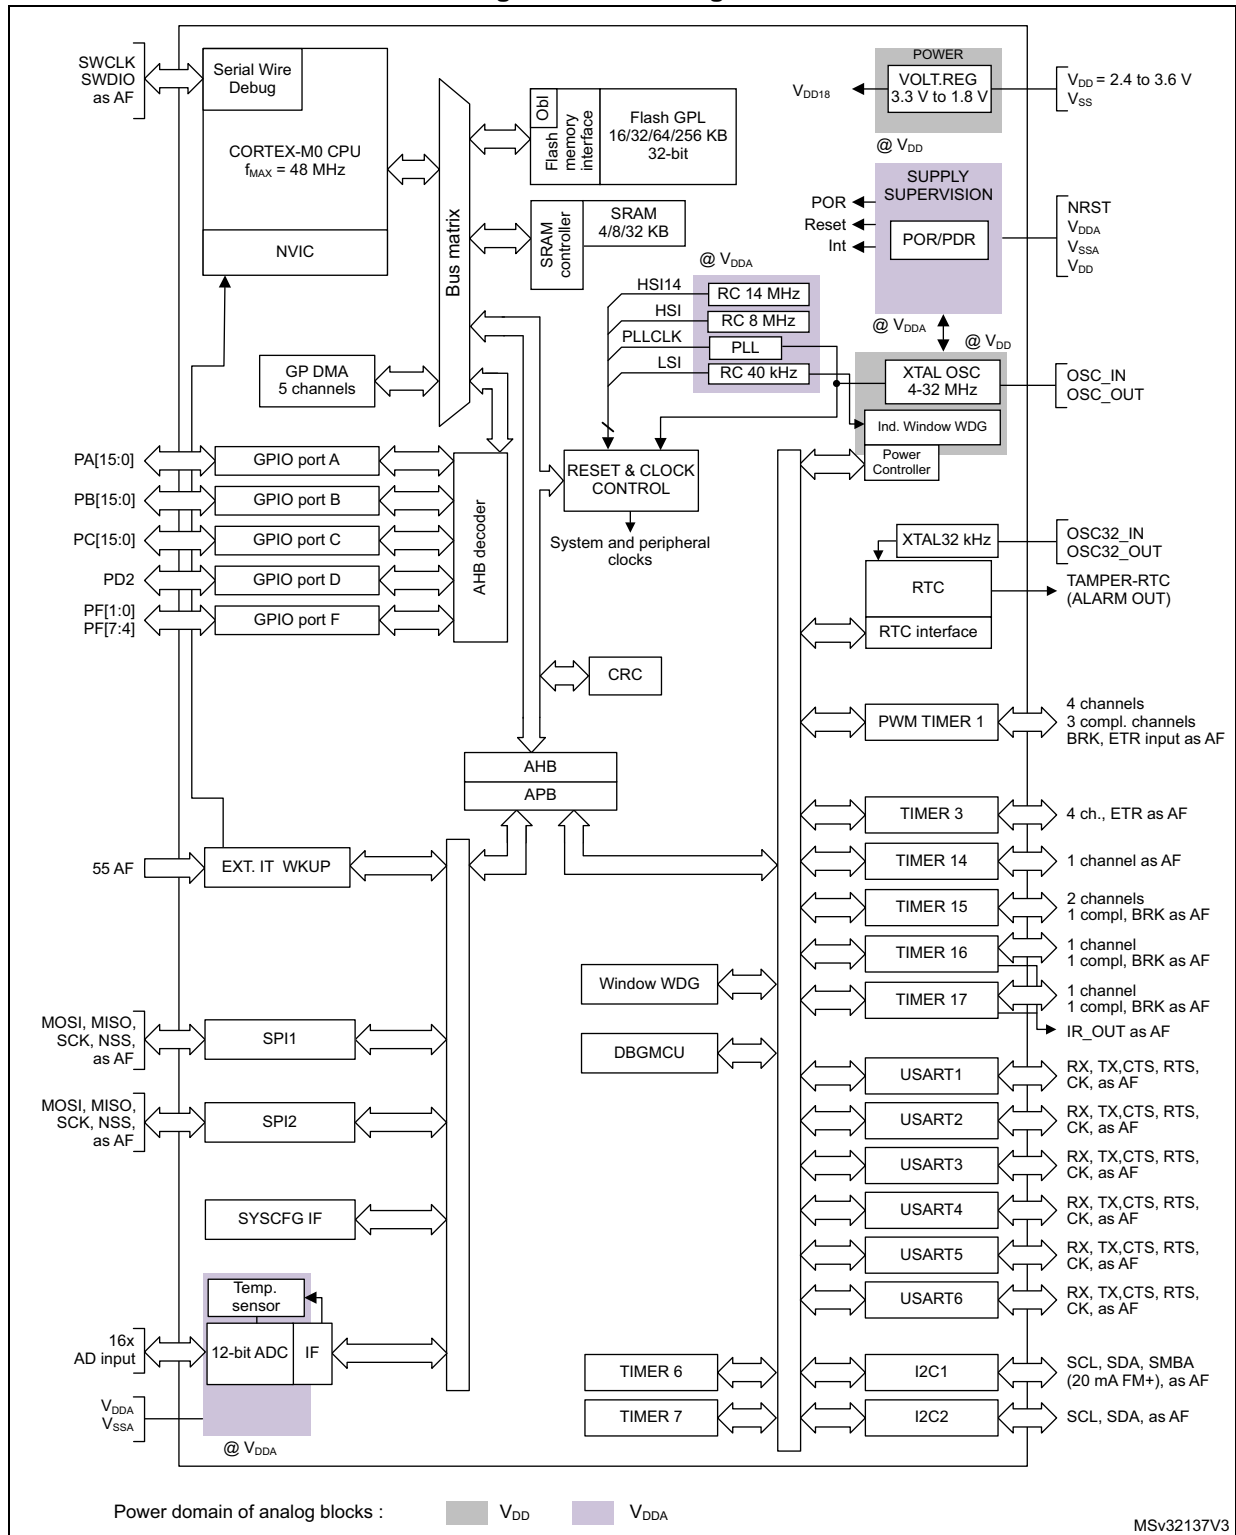 SWCLK
SWDIO
as AF
Serial Wire
Debug
CORTEX-M0 CPU
fMAX = 48 MHz
NVIC
Bus matrix
Obl
Flash
memory
interface
Flash GPL
16/32/64/256 KB
32-bit
SRAM
controller
SRAM
4/8/32 KB
POWER
VOLT.REG
3.3 V to 1.8 V
VDD18
VDD = 2.4 to 3.6 V
VSS
@ VDD
SUPPLY
SUPERVISION
POR/PDR
POR
Reset
Int
NRST
VDDA
VSSA
VDD
@ VDDA
@ VDDA
@ VDD
HSI14
HSI
PLLCLK
LSI
RC 14 MHz
RC 8 MHz
PLL
RC 40 kHz
XTAL OSC
4-32 MHz
OSC_IN
OSC_OUT
Ind. Window WDG
Power
Controller
GP DMA
5 channels
PA[15:0]
GPIO port A
PB[15:0]
GPIO port B
PC[15:0]
GPIO port C
PD2
GPIO port D
PF[1:0]
PF[7:4]
GPIO port F
AHB decoder
RESET & CLOCK
CONTROL
System and peripheral
clocks
XTAL32 kHz
OSC32_IN
OSC32_OUT
RTC
TAMPER-RTC
(ALARM OUT)
RTC interface
CRC
AHB
APB
PWM TIMER 1
4 channels
3 compl. channels
BRK, ETR input as AF
TIMER 3
4 ch., ETR as AF
55 AF
EXT. IT WKUP
TIMER 14
1 channel as AF
TIMER 15
2 channels
1 compl, BRK as AF
TIMER 16
1 channel
1 compl, BRK as AF
Window WDG
TIMER 17
1 channel
1 compl, BRK as AF
IR_OUT as AF
MOSI, MISO,
SCK, NSS,
as AF
SPI1
DBGMCU
USART1
RX, TX,CTS, RTS,
CK, as AF
MOSI, MISO,
SCK, NSS,
as AF
SPI2
USART2
RX, TX,CTS, RTS,
CK, as AF
USART3
RX, TX,CTS, RTS,
CK, as AF
SYSCFG IF
USART4
RX, TX,CTS, RTS,
CK, as AF
USART5
RX, TX,CTS, RTS,
CK, as AF
USART6
RX, TX,CTS, RTS,
CK, as AF
Temp.
sensor
16x
AD input
12-bit ADC
IF
VDDA
VSSA
@ VDDA
TIMER 6
I2C1
SCL, SDA, SMBA
(20 mA FM+), as AF
TIMER 7
I2C2
SCL, SDA, as AF
Power domain of analog blocks :
VDD
VDDA
MSv32137V3